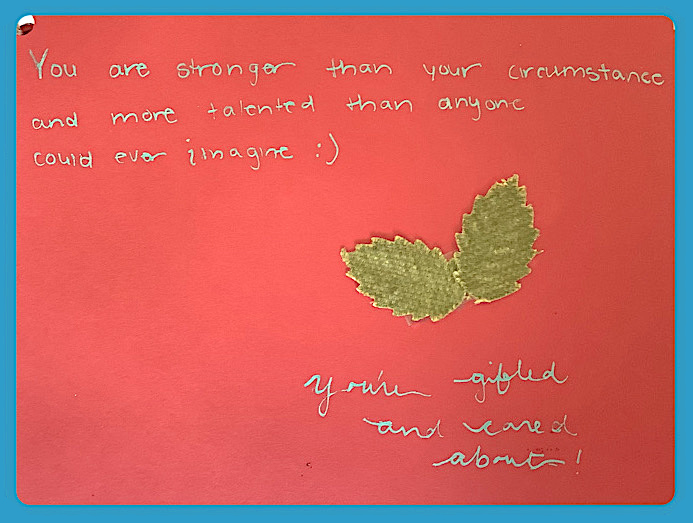 You are stronger than your circumstance
and more talented than anyone
could ever imagine :)
You're gifted
and cared
about!